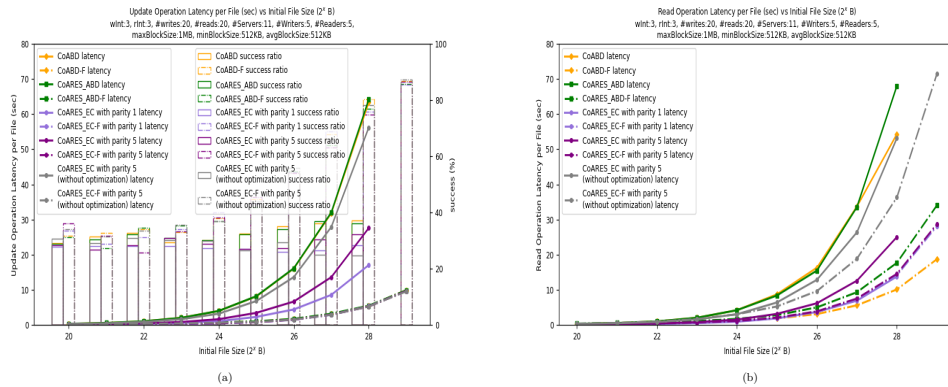 Update Operation Latency per File (sec) vs Initial File Size (2^x B)
wInt:3, rInt:3, #writes:20, #reads:20, #Servers:11, #Writers:5, #Readers:5,
maxBlockSize:1MB, minBlockSize:512KB, avgBlockSize:512KB
Update Operation Latency per File (sec)
80
70
60
50
40
30
20
10
0
CoABD latency
CoABD-F latency
CoARES_ABD latency
CoARES_ABD-F latency
CoARES_EC with parity 1 latency
CoARES_EC-F with parity 1 latency
CoARES_EC with parity 5 latency
CoARES_EC-F with parity 5 latency
CoARES_EC with parity 5
(without optimization) latency
CoARES_EC-F with parity 5
(without optimization) latency
CoABD success ratio
CoABD-F success ratio
CoARES_ABD success ratio
CoARES_ABD-F success ratio
CoARES_EC with parity 1 success ratio
CoARES_EC-F with parity 1 success ratio
CoARES_EC with parity 5 success ratio
CoARES_EC-F with parity 5 success ratio
CoARES_EC with parity 5
(without optimization) success ratio
CoARES_EC-F with parity 5
(without optimization) success ratio
100
80
60
40
20
0
success (%)
20 22 24 26 28
Initial File Size (2^x B)
(a)
Read Operation Latency per File (sec) vs Initial File Size (2^x B)
wInt:3, rInt:3, #writes:20, #reads:20, #Servers:11, #Writers:5, #Readers:5,
maxBlockSize:1MB, minBlockSize:512KB, avgBlockSize:512KB
Read Operation Latency per File (sec)
80
70
60
50
40
30
20
10
0
CoABD latency
CoABD-F latency
CoARES_ABD latency
CoARES_ABD-F latency
CoARES_EC with parity 1 latency
CoARES_EC-F with parity 1 latency
CoARES_EC with parity 5 latency
CoARES_EC-F with parity 5 latency
CoARES_EC with parity 5
(without optimization) latency
CoARES_EC-F with parity 5
(without optimization) latency
20 22 24 26 28
Initial File Size (2^x B)
(b)